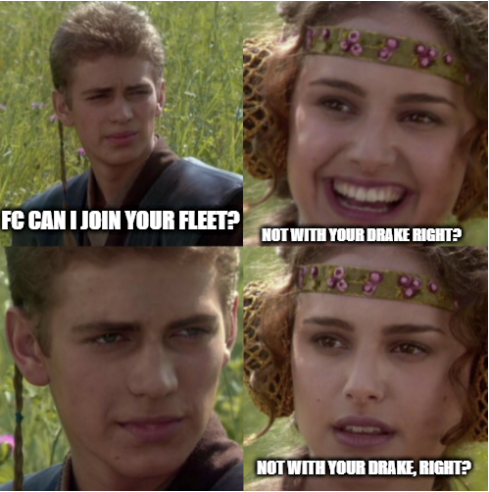 FC CAN I JOIN YOUR FLEET?
NOT WITH YOUR DRAKE RIGHT?
NOT WITH YOUR DRAKE, RIGHT?